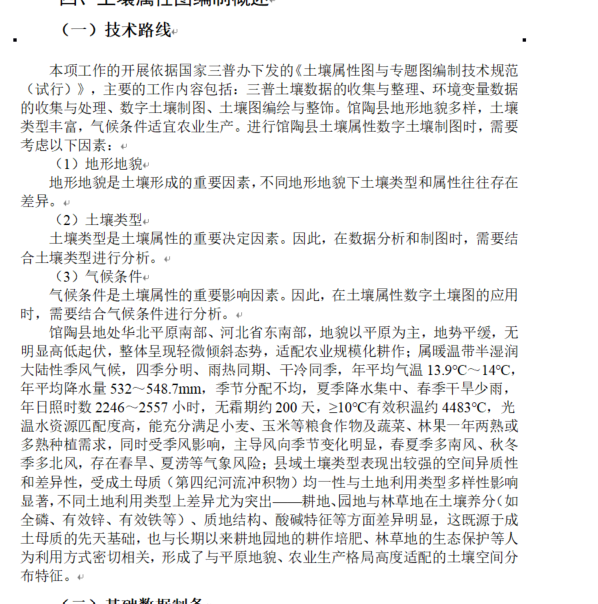 四、土壤属性图编制概述
（一）技术路线
本项工作的开展依据国家三普办下发的《土壤属性图与专题图编制技术规范
（试行）》，主要的工作内容包括：三普土壤数据的收集与整理、环境变量数据
的收集与处理、数字土壤制图、土壤图编绘与整饰。馆陶县地形地貌多样，土壤
类型丰富，气候条件适宜农业生产。进行馆陶县土壤属性数字土壤制图时，需要
考虑以下因素：
（1）地形地貌
地形地貌是土壤形成的重要因素，不同地形地貌下土壤类型和属性往往存在
差异。
（2）土壤类型
土壤类型是土壤属性的重要决定因素。因此，在数据分析和制图时，需要结
合土壤类型进行分析。
（3）气候条件
气候条件是土壤属性的重要影响因素。因此，在土壤属性数字土壤图的应用
时，需要结合气候条件进行分析。
馆陶县地处华北平原南部、河北省东南部，地貌以平原为主，地势平缓，无
明显高低起伏，整体呈现轻微倾斜态势，适配农业规模化耕作；属暖温带半湿润
大陆性季风气候，四季分明、雨热同期、干冷同季，年平均气温 13.9℃～14℃，
年平均降水量 532～548.7mm，季节分配不均，夏季降水集中、春季干旱少雨，
年日照时数 2246～2557 小时，无霜期约 200 天，≥10℃有效积温约 4483℃，光
温水资源匹配度高，能充分满足小麦、玉米等粮食作物及蔬菜、林果一年两熟或
多熟种植需求，同时受季风影响，主导风向季节变化明显，春夏季多南风、秋冬
季多北风，存在春旱、夏涝等气象风险；县域土壤类型表现出较强的空间异质性
和差异性，受成土母质（第四纪河流冲积物）均一性与土地利用类型多样性影响
显著，不同土地利用类型上差异尤为突出——耕地、园地与林草地在土壤养分（如
全磷、有效锌、有效铁等）、质地结构、酸碱特征等方面差异明显，这既源于成
土母质的先天基础，也与长期以来耕地园地的耕作培肥、林草地的生态保护等人
为利用方式密切相关，形成了与平原地貌、农业生产格局高度适配的土壤空间分
布特征。
（二）基础数据制备